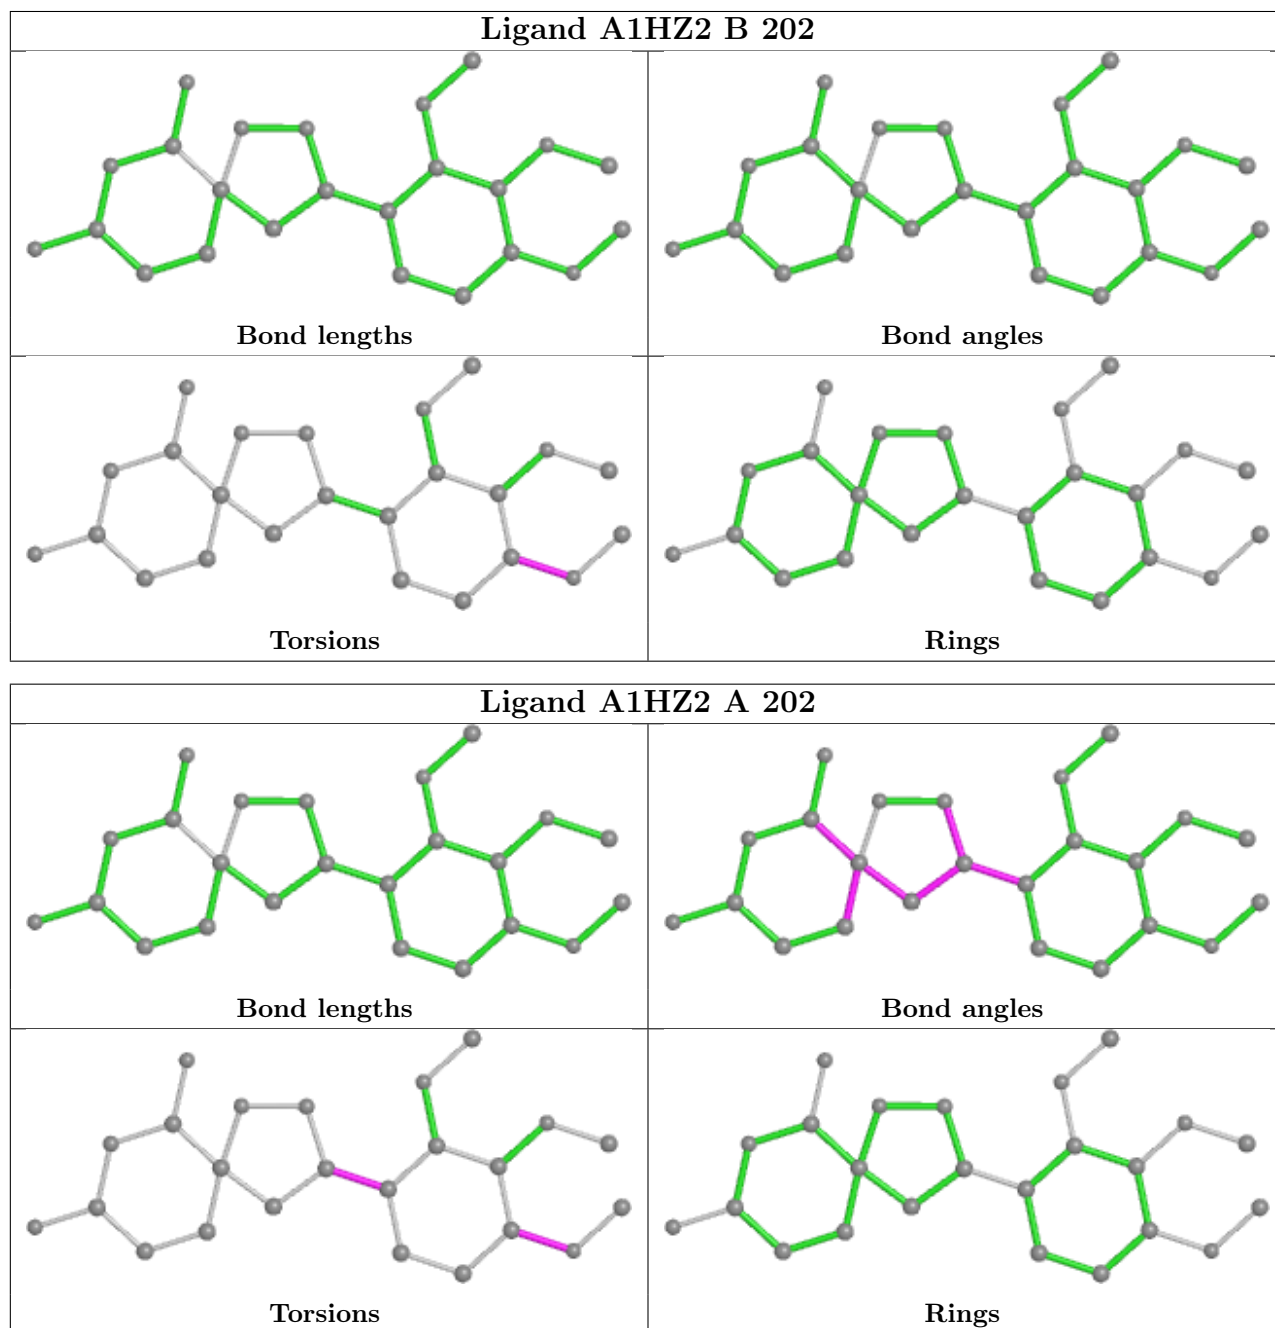 Ligand A1HZ2 B 202
Bond lengths
Bond angles
Torsions
Rings
Ligand A1HZ2 A 202
Bond lengths
Bond angles
Torsions
Rings